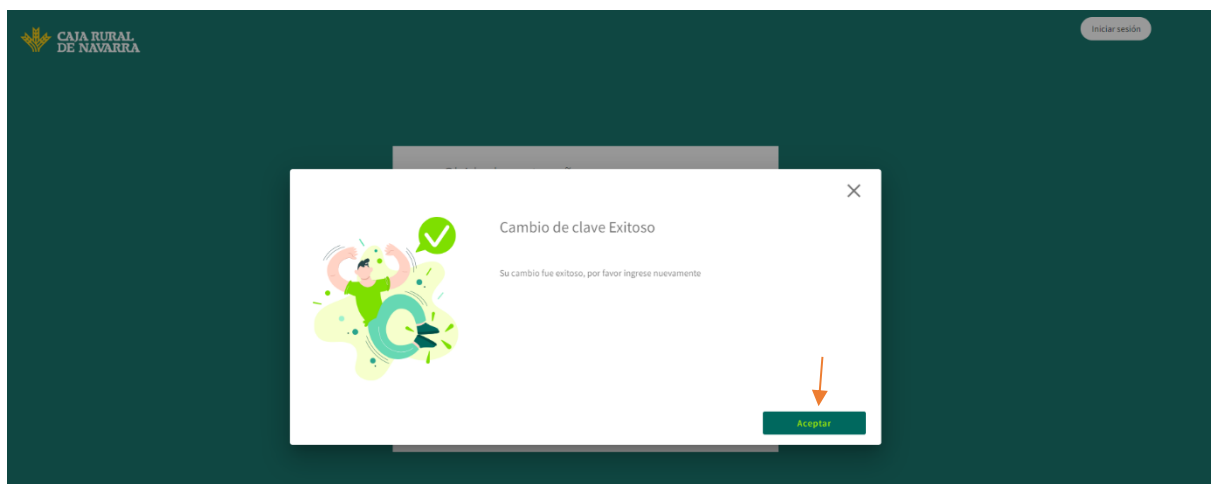 CAJA RURAL
DE NAVARRA
Iniciar sesión
Cambio de clave Exitoso
Su cambio fue exitoso, por favor ingrese nuevamente
Aceptar